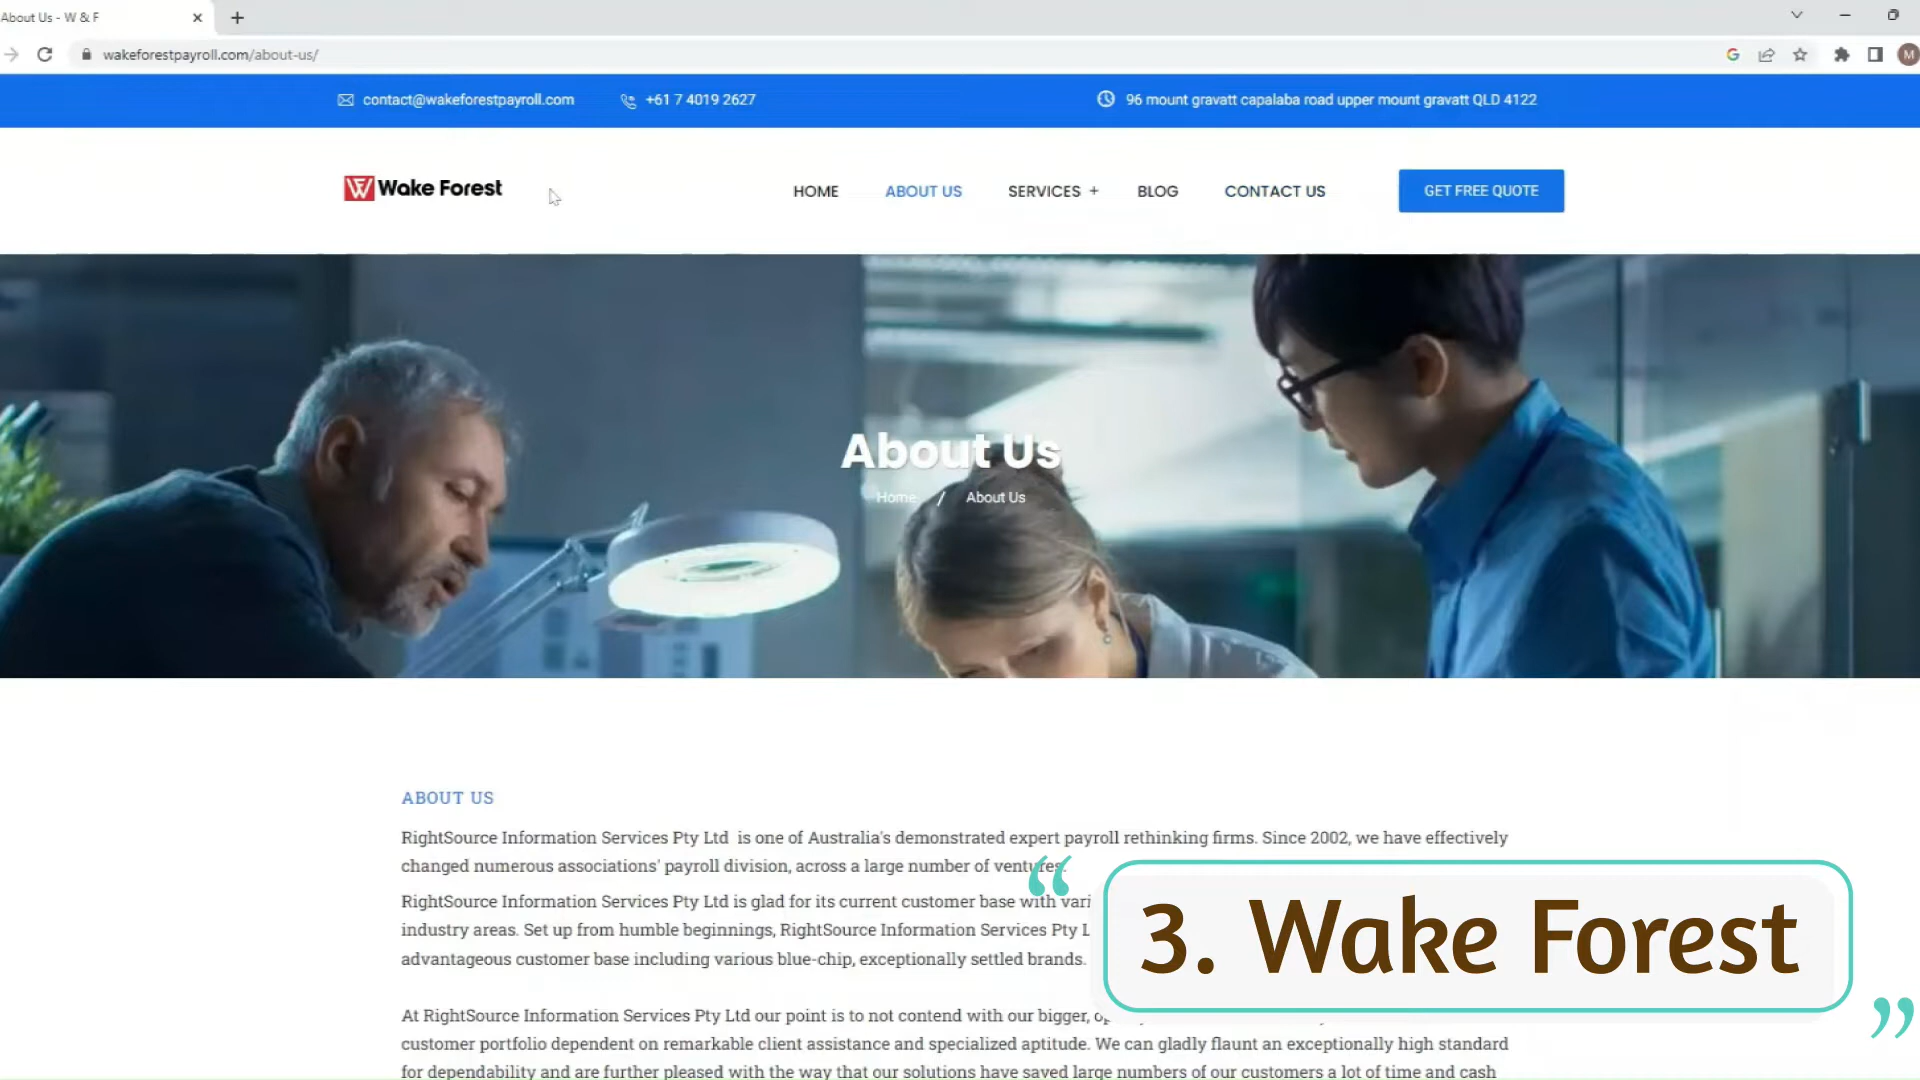 About Us - W & F
wakeforestpayroll.com/about-us/
M
contact@wakeforestpayroll.com +61 7 4019 2627 96 mount gravatt capalaba road upper mount gravatt QLD 4122
Wake Forest HOME ABOUT US SERVICES + BLOG CONTACT US GET FREE QUOTE
About Us
Home / About Us
ABOUT US
RightSource Information Services Pty Ltd is one of Australia's demonstrated expert payroll rethinking firms. Since 2002, we have effectively
changed numerous associations' payroll division, across a large number of ventures.
RightSource Information Services Pty Ltd is glad for its current customer base with
industry areas. Set up from humble beginnings, RightSource Information Services Pty
advantageous customer base including various blue-chip, exceptionally settled brands.
“ 3. Wake Forest ”
At RightSource Information Services Pty Ltd our point is to not contend with our bigger,
customer portfolio dependent on remarkable client assistance and specialized aptitude. We can gladly flaunt an exceptionally high standard
for dependability and are further pleased with the way that our solutions have saved large numbers of our customers a lot of time and cash